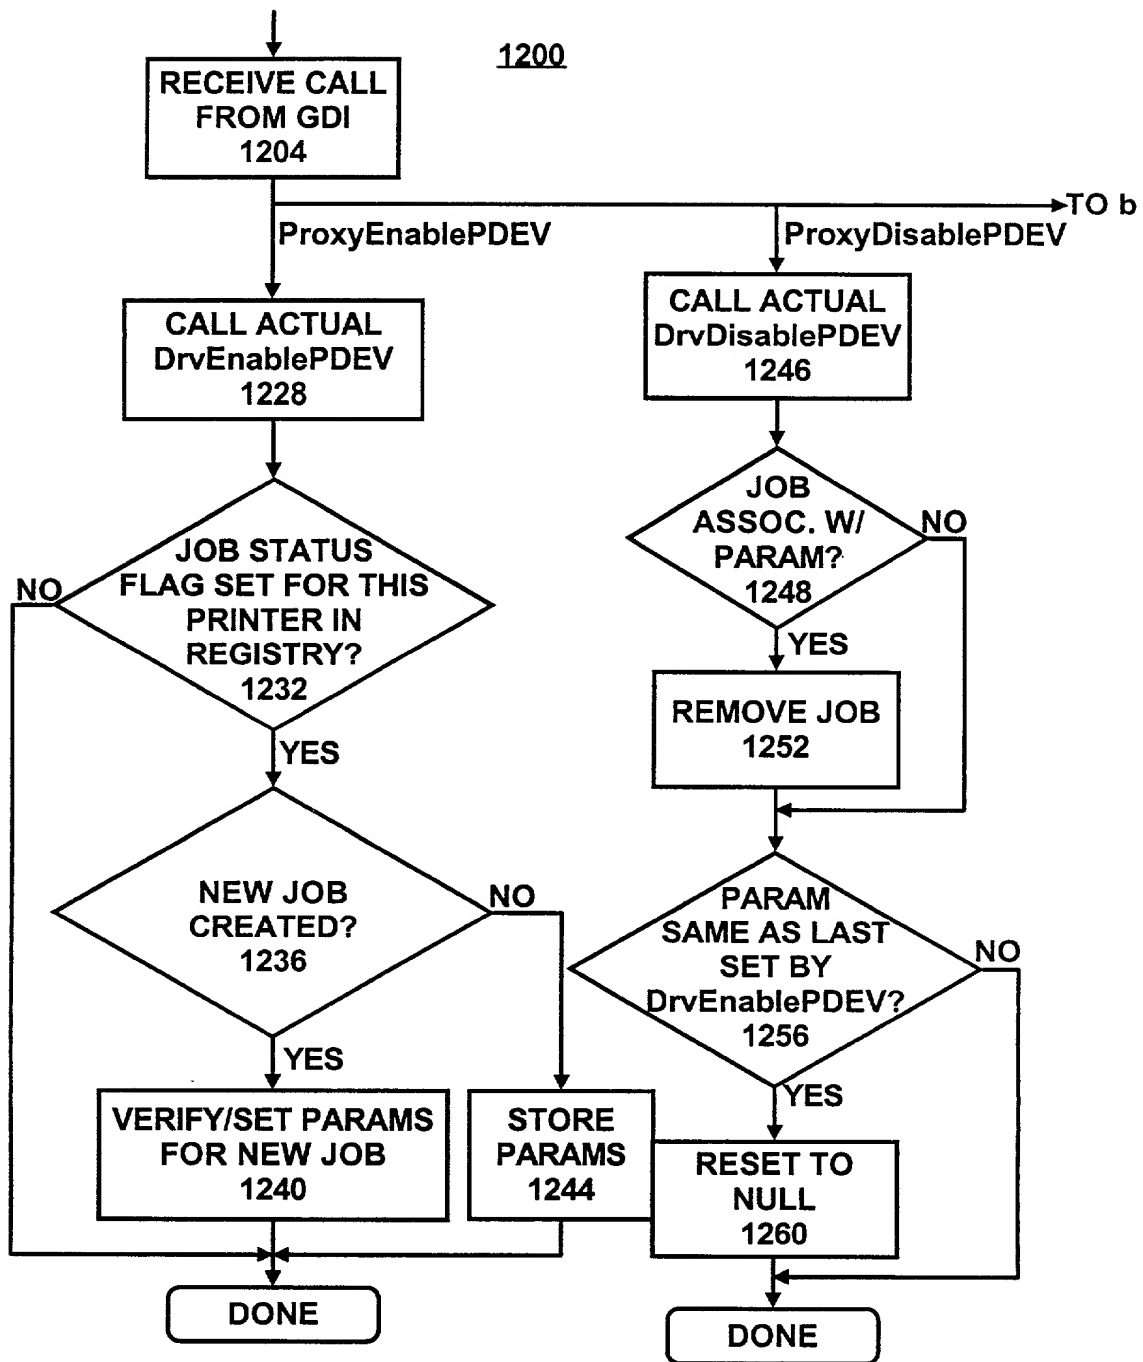 1200
RECEIVE CALL
FROM GDI
1204
TO b
ProxyEnablePDEV
ProxyDisablePDEV
CALL ACTUAL
DrvEnablePDEV
1228
CALL ACTUAL
DrvDisablePDEV
1246
JOB STATUS
FLAG SET FOR THIS
PRINTER IN
REGISTRY?
1232
NO
YES
JOB
ASSOC. W/
PARAM?
1248
NO
YES
REMOVE JOB
1252
NEW JOB
CREATED?
1236
NO
YES
PARAM
SAME AS LAST
SET BY
DrvEnablePDEV?
1256
NO
YES
VERIFY/SET PARAMS
FOR NEW JOB
1240
STORE
PARAMS
1244
RESET TO
NULL
1260
DONE
DONE